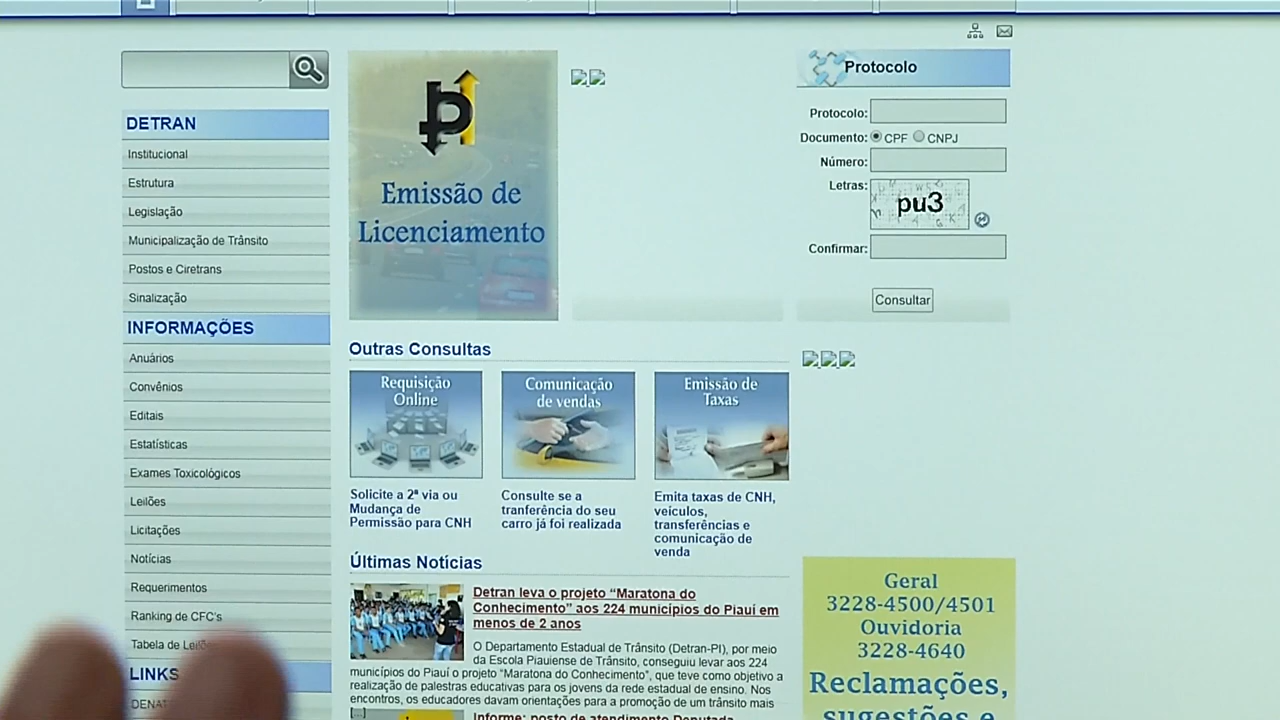 DETRAN
Institucional
Estrutura
Legislação
Municipalização de Trânsito
Postos e Ciretrans
Sinalização
INFORMAÇÕES
Anuários
Convênios
Editais
Estatísticas
Exames Toxicológicos
Leilões
Licitações
Notícias
Requerimentos
Ranking de CFC's
Tabela de
LINKS
Emissão de
Licenciamento
Outras Consultas
Requisição
Online
Solicite a 2ª via ou
Mudança de
Permissão para CNH
Comunicação
de vendas
Consulte se a
tranferência do seu
carro já foi realizada
Emissão de
Taxas
Emita taxas de CNH,
veículos,
transferências e
comunicação de
venda
Últimas Notícias
Detran leva o projeto “Maratona do
Conhecimento” aos 224 municípios do Piauí em
menos de 2 anos
O Departamento Estadual de Trânsito (Detran-PI), por meio
da Escola Piauiense de Trânsito, conseguiu levar aos 224
municípios do Piauí o projeto “Maratona do Conhecimento”, que teve como objetivo a
realização de palestras educativas para os jovens da rede estadual de ensino. Nos
encontros, os educadores davam orientações para a promoção de um trânsito mais
[...]
Informe: posto de atendimento Deputada
Protocolo
Protocolo:
Documento: CPF CNPJ
Número:
Letras:
pu3
Confirmar:
Consultar
Geral
3228-4500/4501
Ouvidoria
3228-4640
Reclamações,
sugestões e